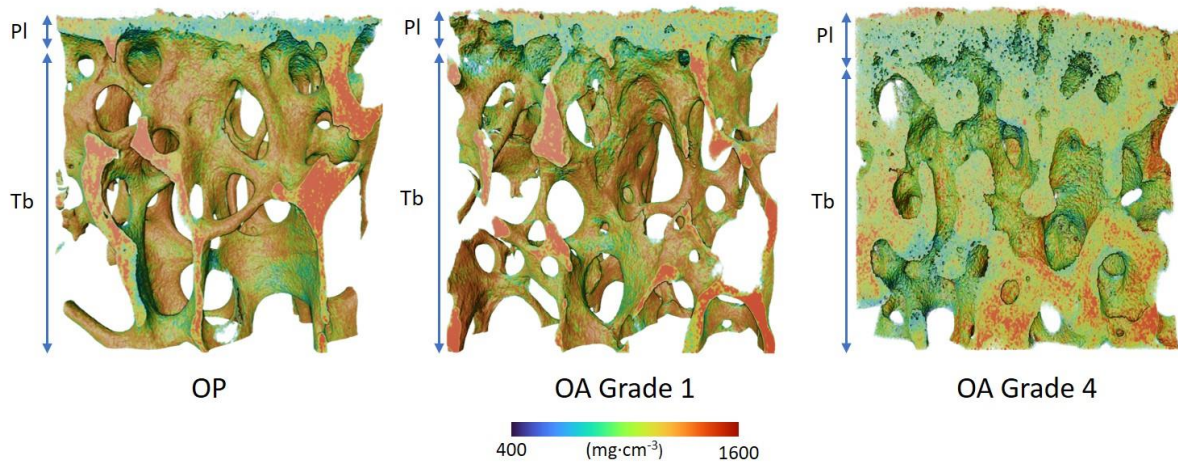 Pl
Tb
OP
Pl
Tb
OA Grade 1
Pl
Tb
OA Grade 4
400 (mg·cm⁻³) 1600